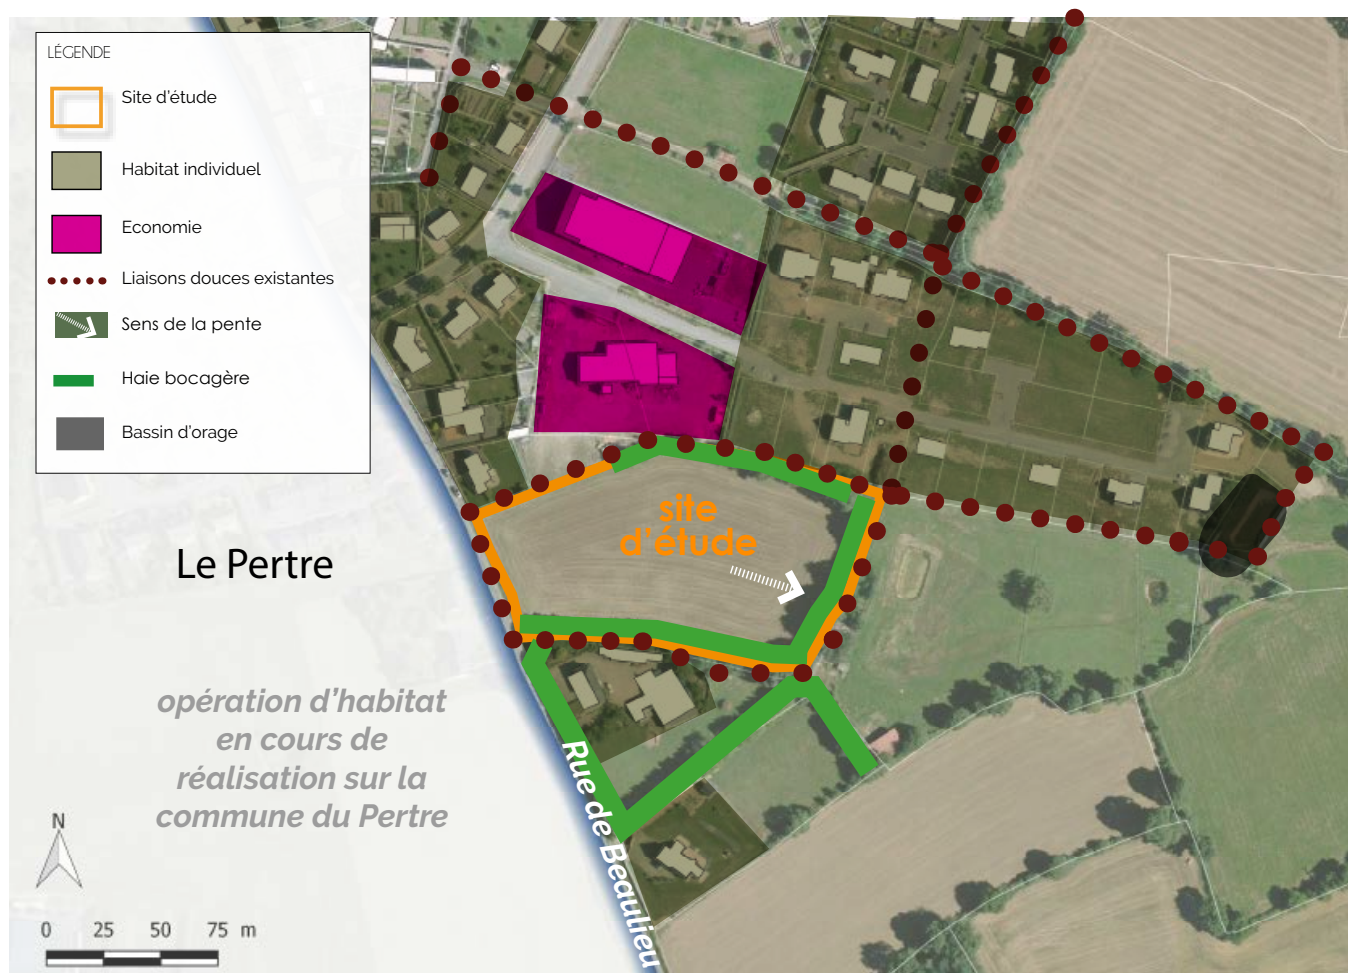 LÉGENDE
Site d'étude
Habitat individuel
Economie
Liaisons douces existantes
Sens de la pente
Haie bocagère
Bassin d'orage
site
d'étude
Le Pertre
opération d'habitat
en cours de
réalisation sur la
commune du Pertre
Rue de Beaulieu
N
0 25 50 75 m